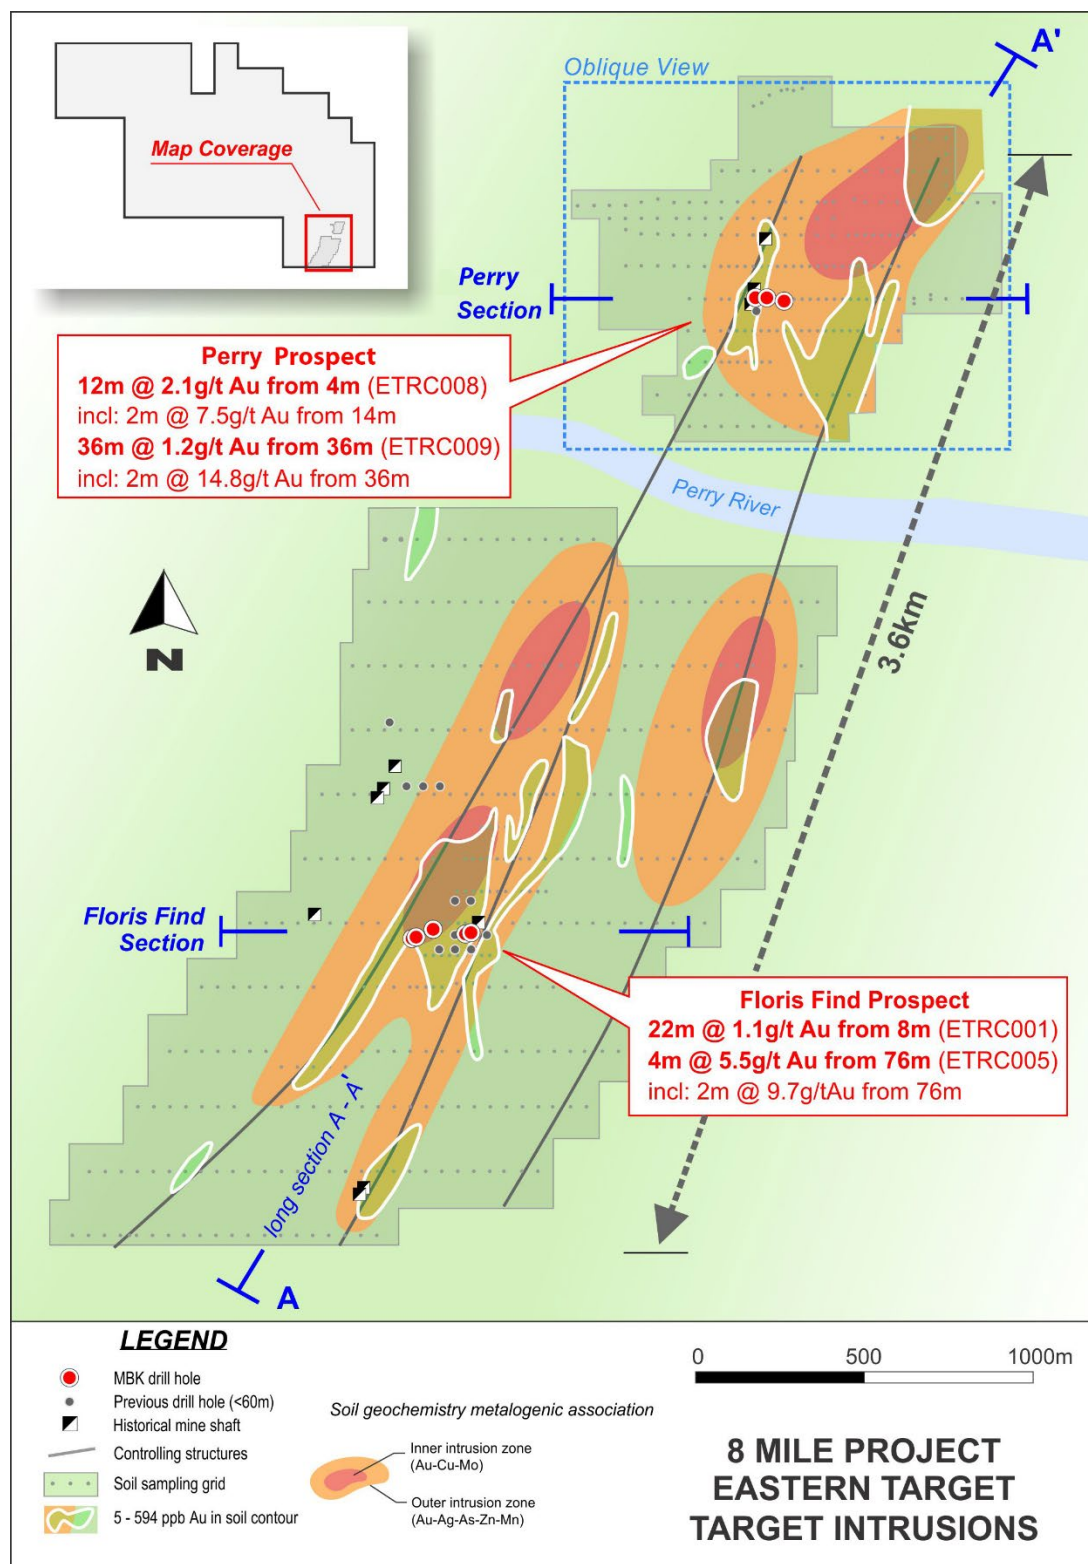 A'
Oblique View
Map Coverage
Perry
Section
Perry Prospect
12m @ 2.1g/t Au from 4m (ETRC008)
incl: 2m @ 7.5g/t Au from 14m
36m @ 1.2g/t Au from 36m (ETRC009)
incl: 2m @ 14.8g/t Au from 36m
Perry River
N
3.6km
Floris Find
Section
Floris Find Prospect
22m @ 1.1g/t Au from 8m (ETRC001)
4m @ 5.5g/t Au from 76m (ETRC005)
incl: 2m @ 9.7g/tAu from 76m
long section A - A'
A
LEGEND
MBK drill hole
Previous drill hole (<60m)
Historical mine shaft
Controlling structures
Soil sampling grid
5 - 594 ppb Au in soil contour
Soil geochemistry metalogenic association
Inner intrusion zone
(Au-Cu-Mo)
Outer intrusion zone
(Au-Ag-As-Zn-Mn)
0 500 1000m
8 MILE PROJECT
EASTERN TARGET
TARGET INTRUSIONS